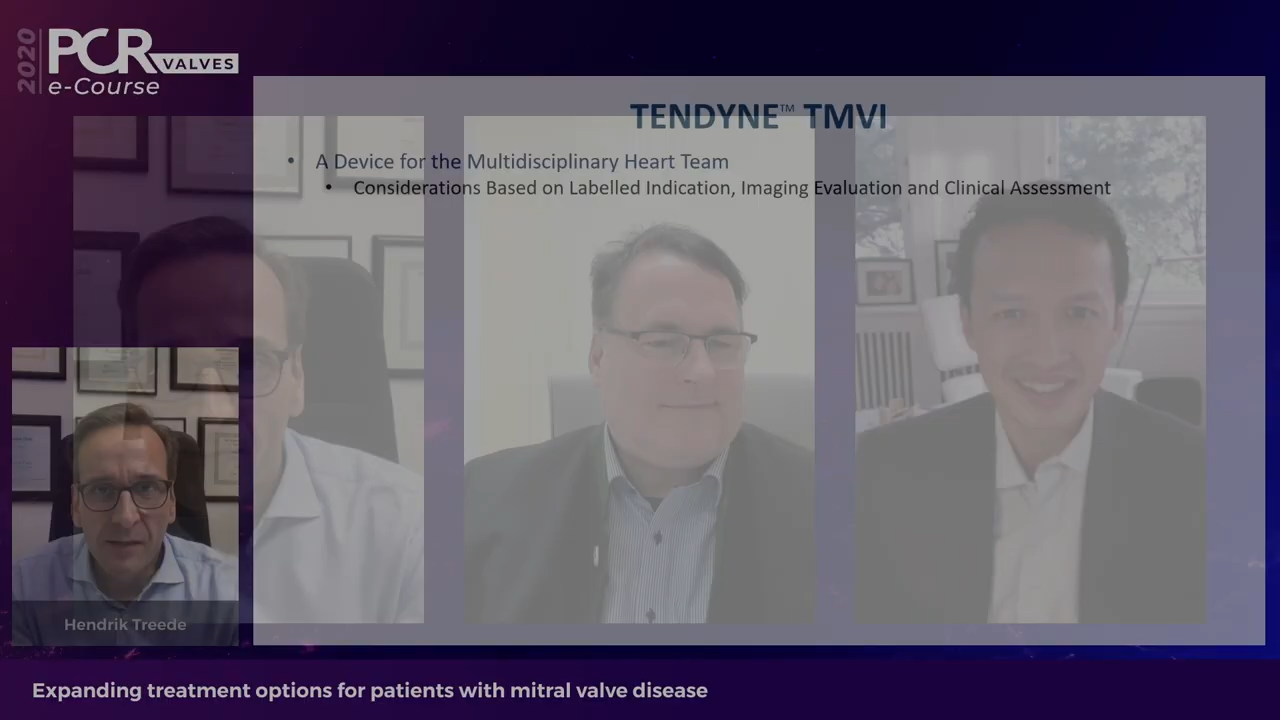 2020
PCR
VALVES
e-Course
TENDYNE™ TMVI
• A Device for the Multidisciplinary Heart Team
• Considerations Based on Labelled Indication, Imaging Evaluation and Clinical Assessment
Hendrik Treede
Expanding treatment options for patients with mitral valve disease